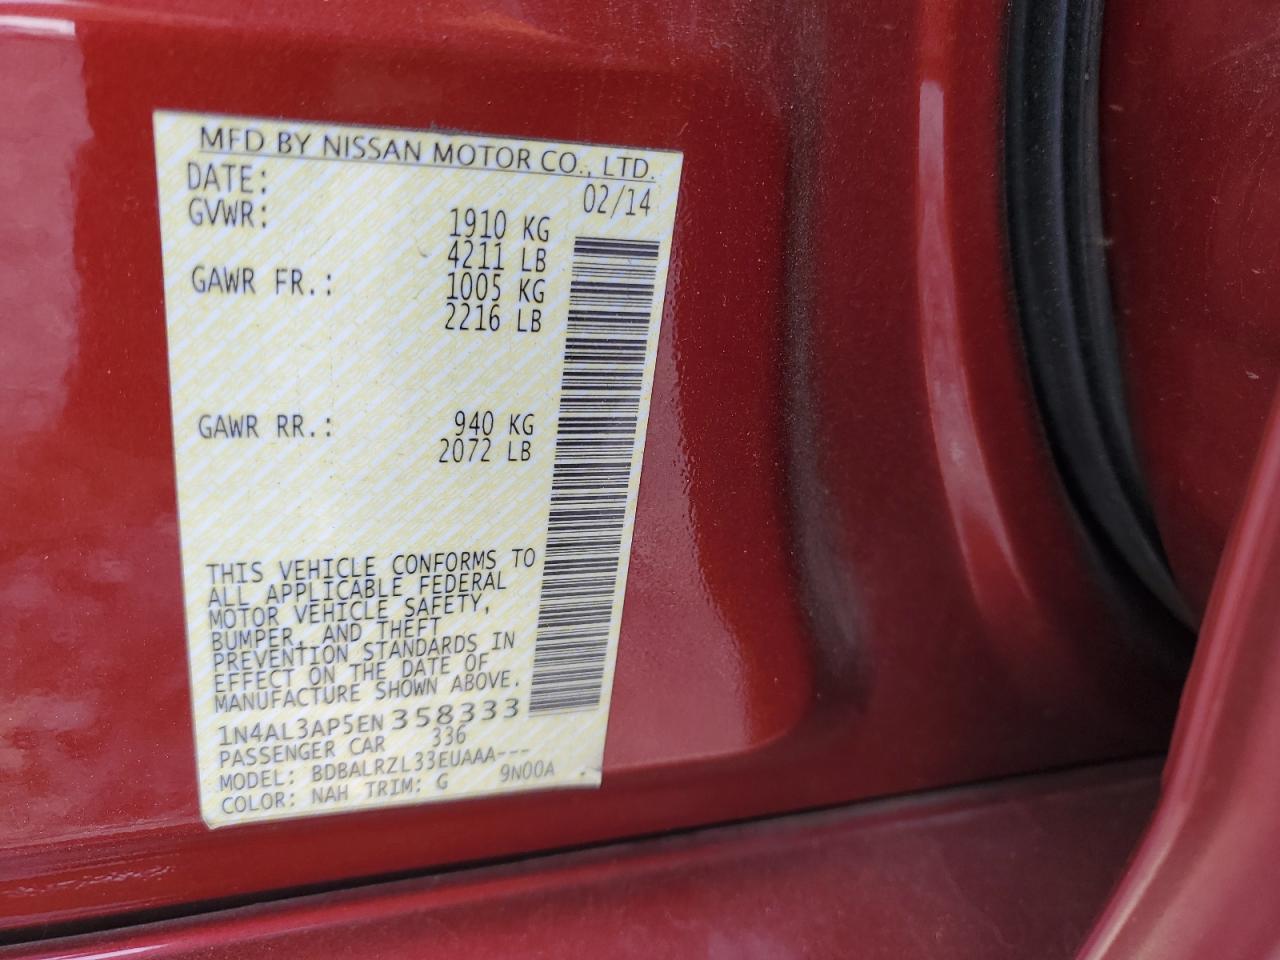 MFD BY NISSAN MOTOR CO., LTD.
DATE: 02/14
GVWR: 1910 KG
4211 LB
GAWR FR.: 1005 KG
2216 LB
GAWR RR.: 940 KG
2072 LB
THIS VEHICLE CONFORMS TO
ALL APPLICABLE FEDERAL
MOTOR VEHICLE SAFETY,
BUMPER, AND THEFT
PREVENTION STANDARDS IN
EFFECT ON THE DATE OF
MANUFACTURE SHOWN ABOVE.
1N4AL3AP5EN358333
PASSENGER CAR 336
MODEL: BDBALRZL33EUAAA---
COLOR: NAH TRIM: G 9N00A